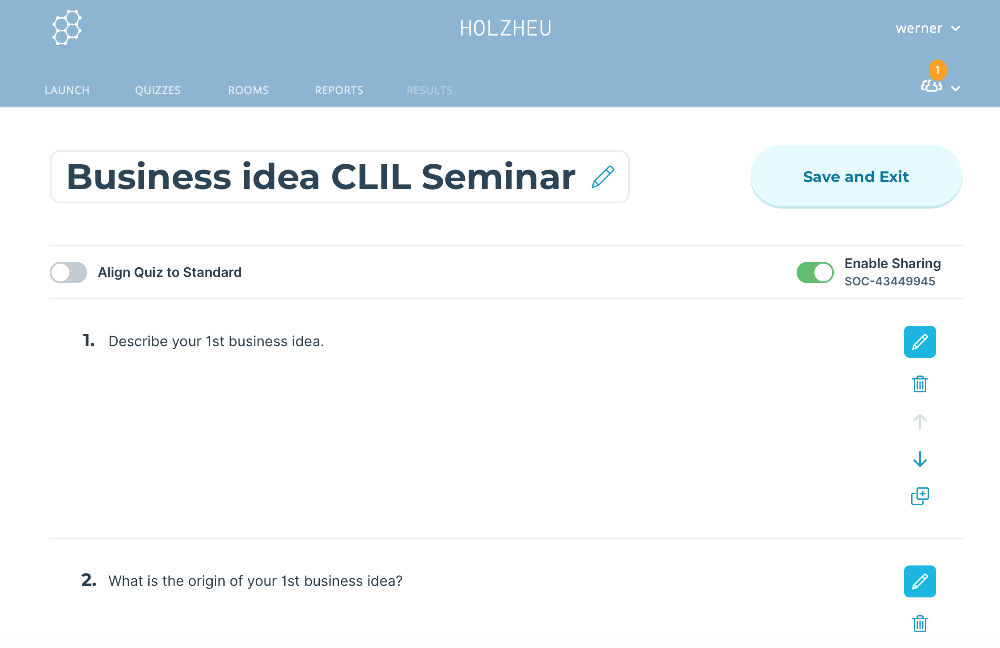 HOLZHEU
werner
1
LAUNCH QUIZZES ROOMS REPORTS RESULTS
Business idea CLIL Seminar
Save and Exit
Align Quiz to Standard
Enable Sharing
SOC-43449945
1. Describe your 1st business idea.
2. What is the origin of your 1st business idea?